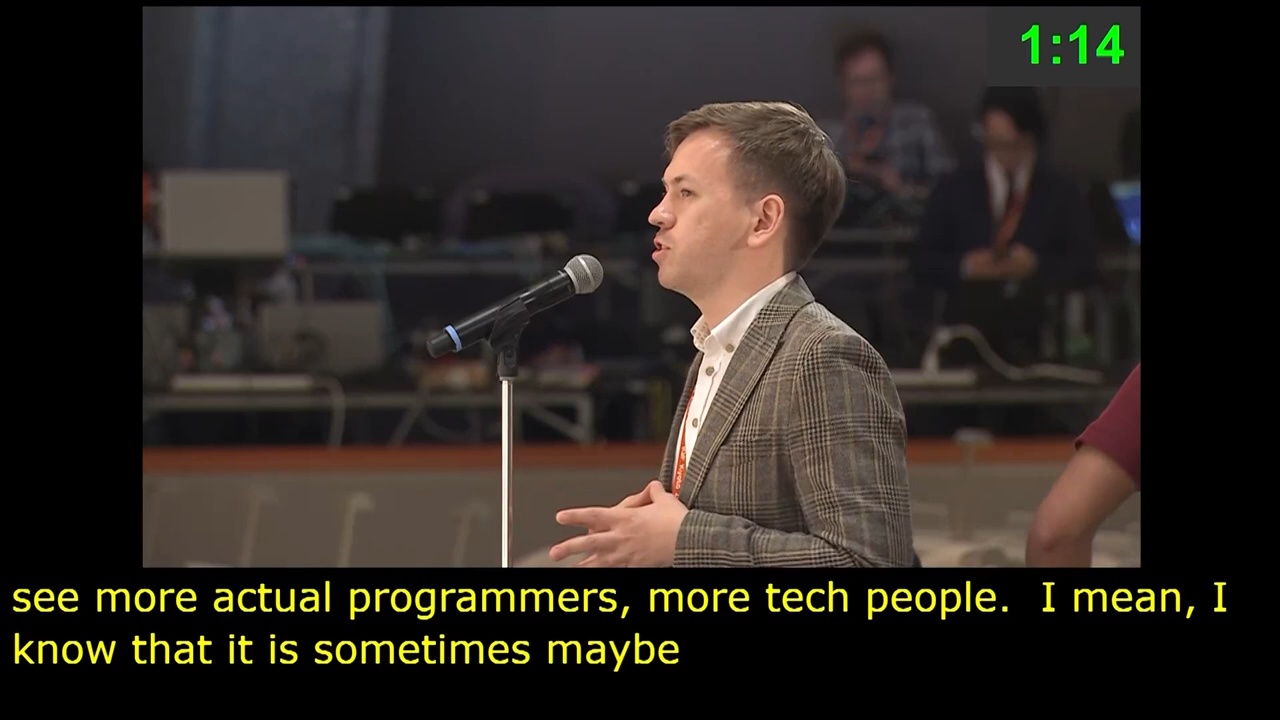 1:14
see more actual programmers, more tech people.  I mean, I
know that it is sometimes maybe